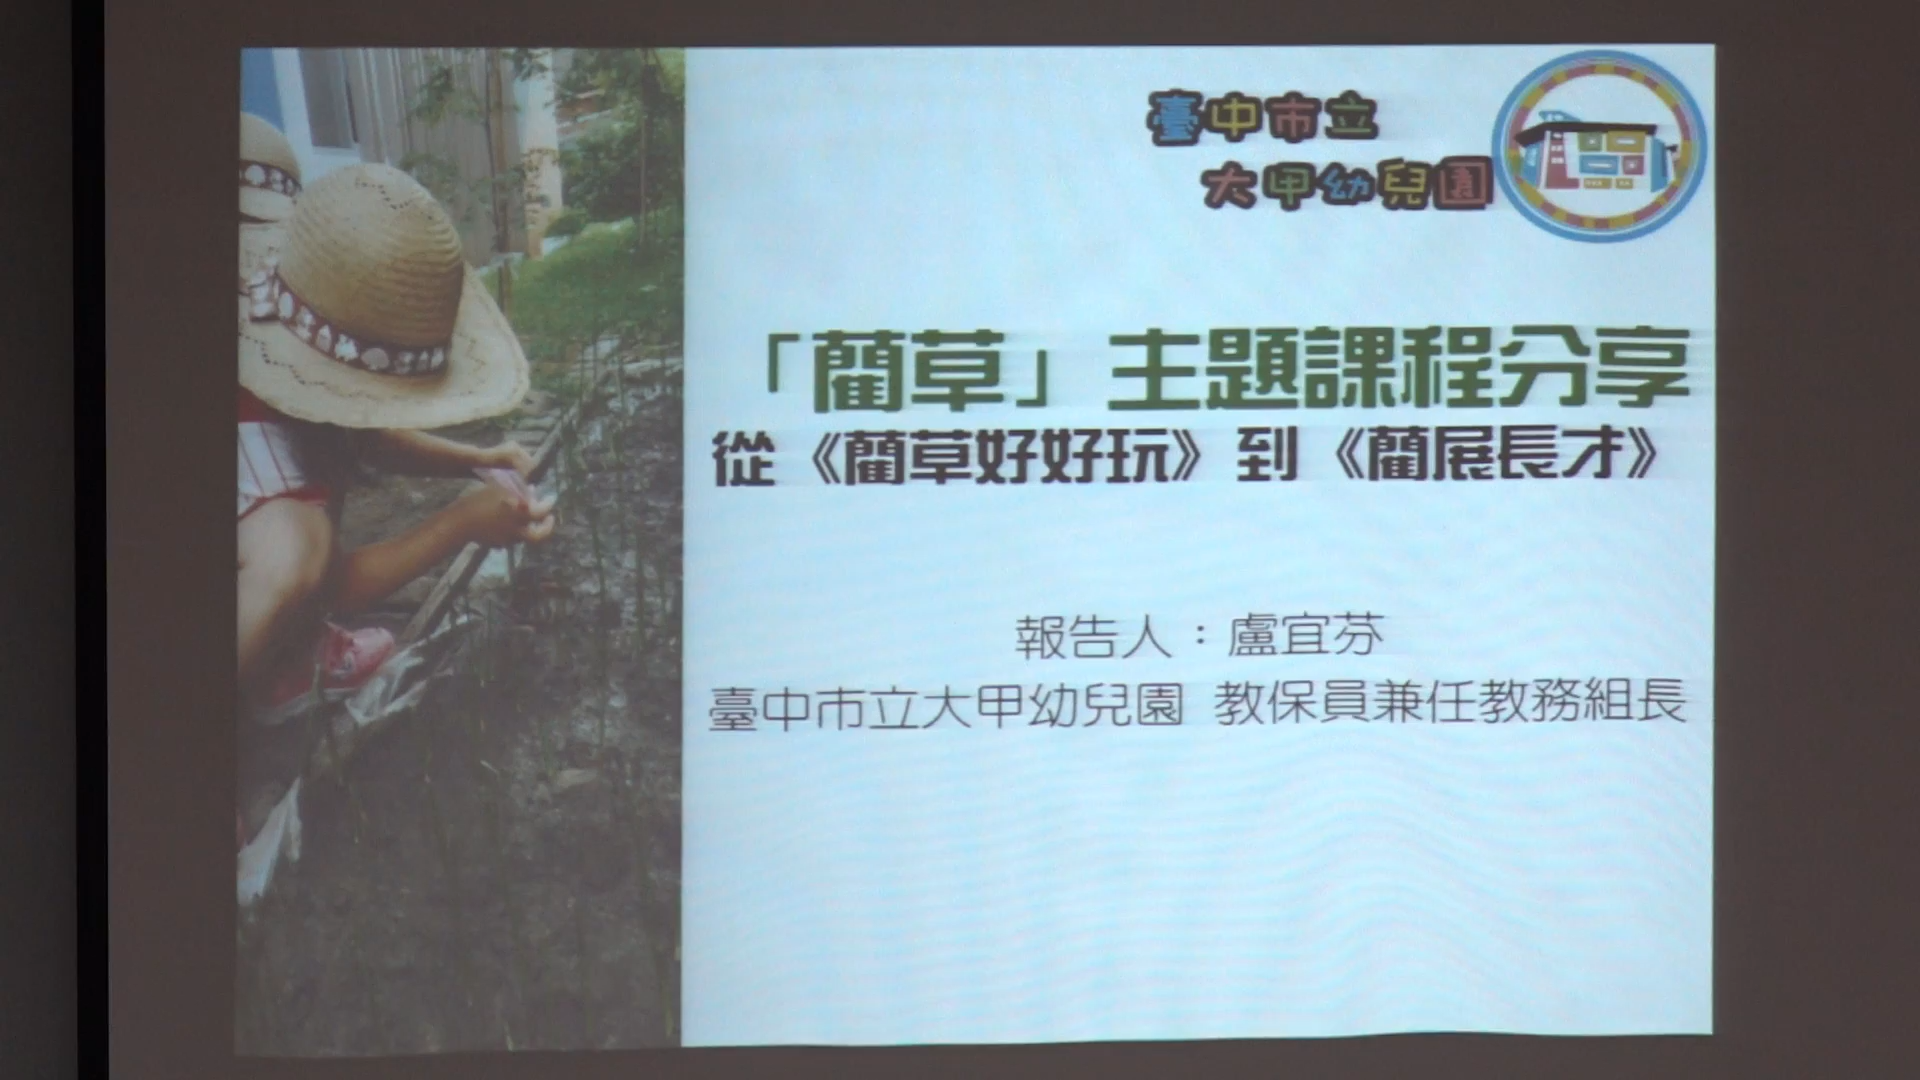 臺中市立
大甲幼兒園
「藺草」主題課程分享
從《藺草好好玩》到《藺展長才》
報告人：盧宜芬
臺中市立大甲幼兒園 教保員兼任教務組長